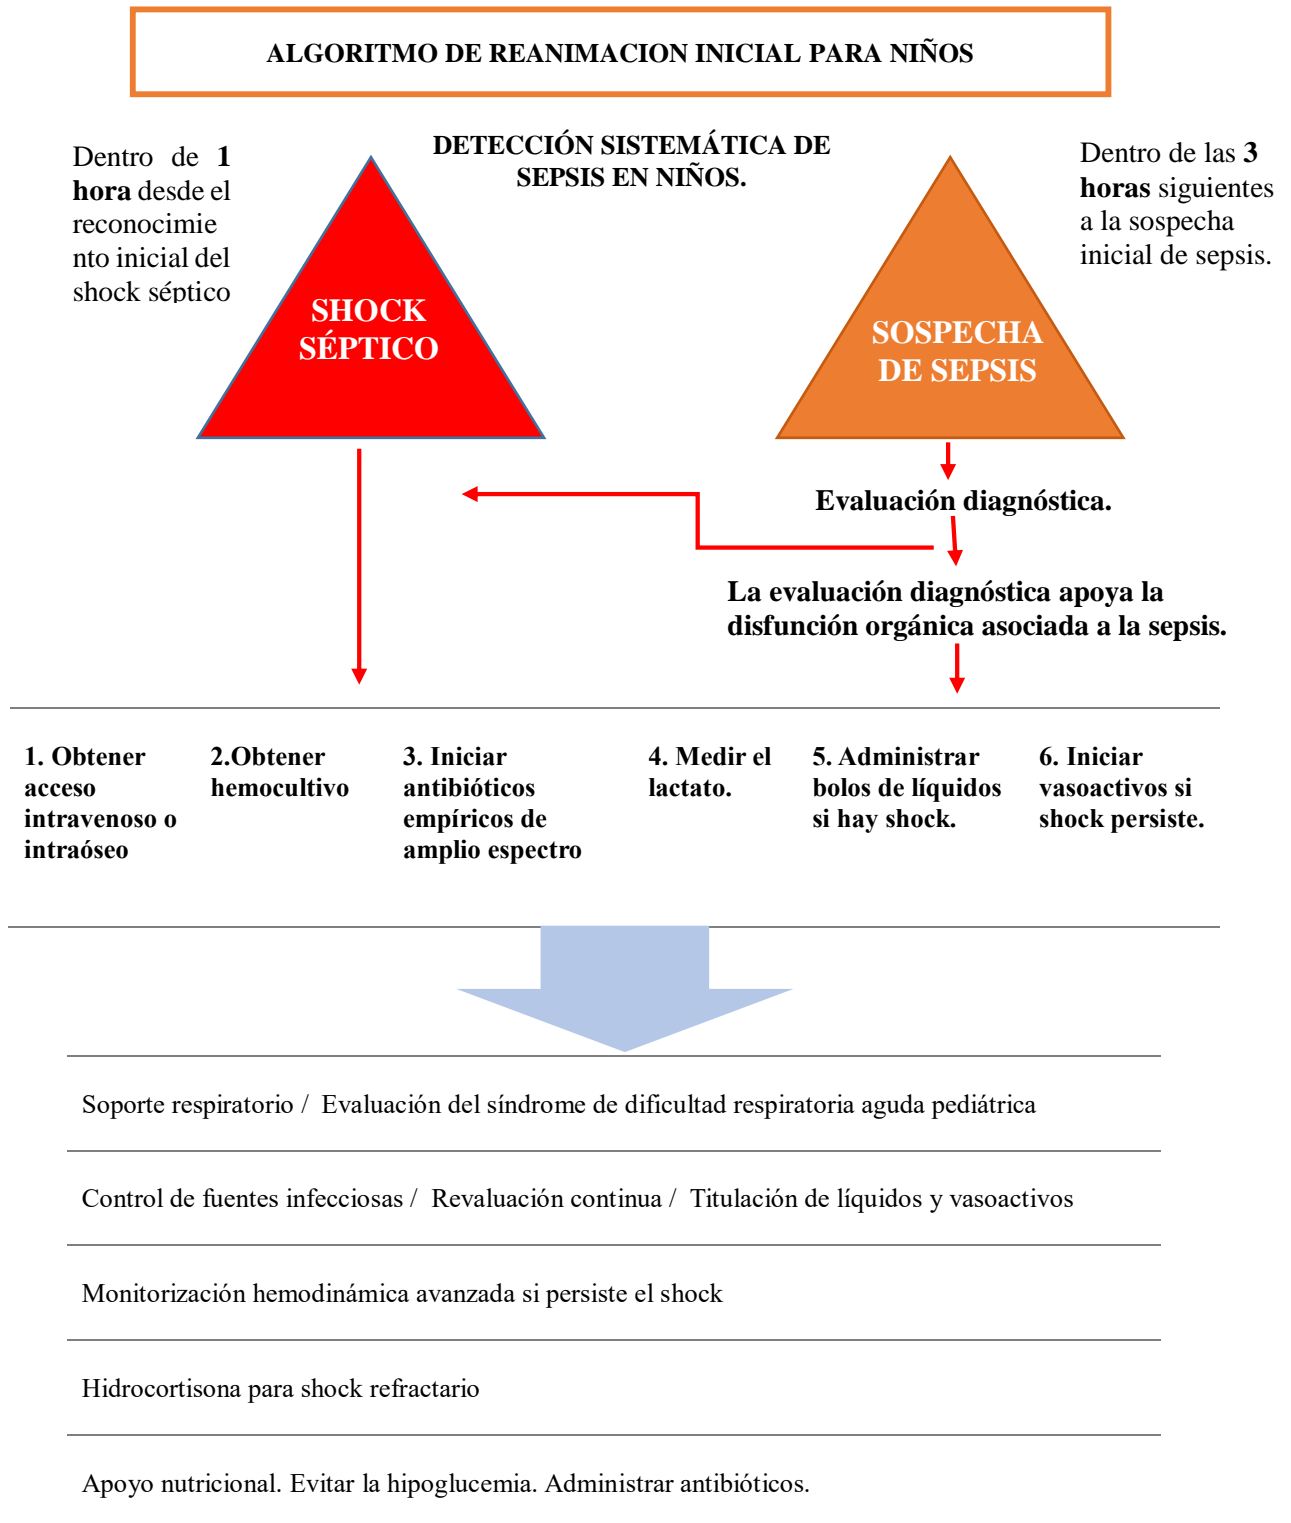 ALGORITMO DE REANIMACION INICIAL PARA NIÑOS
Dentro de 1
hora desde el
reconocimie
nto inicial del
shock séptico
DETECCIÓN SISTEMÁTICA DE
SEPSIS EN NIÑOS.
Dentro de las 3
horas siguientes
a la sospecha
inicial de sepsis.
SHOCK
SÉPTICO
SOSPECHA
DE SEPSIS
Evaluación diagnóstica.
La evaluación diagnóstica apoya la
disfunción orgánica asociada a la sepsis.
1. Obtener
acceso
intravenoso o
intraóseo
2.Obtener
hemocultivo
3. Iniciar
antibióticos
empíricos de
amplio espectro
4. Medir el
lactato.
5. Administrar
bolos de líquidos
si hay shock.
6. Iniciar
vasoactivos si
shock persiste.
Soporte respiratorio / Evaluación del síndrome de dificultad respiratoria aguda pediátrica
Control de fuentes infecciosas / Revaluación continua / Titulación de líquidos y vasoactivos
Monitorización hemodinámica avanzada si persiste el shock
Hidrocortisona para shock refractario
Apoyo nutricional. Evitar la hipoglucemia. Administrar antibióticos.